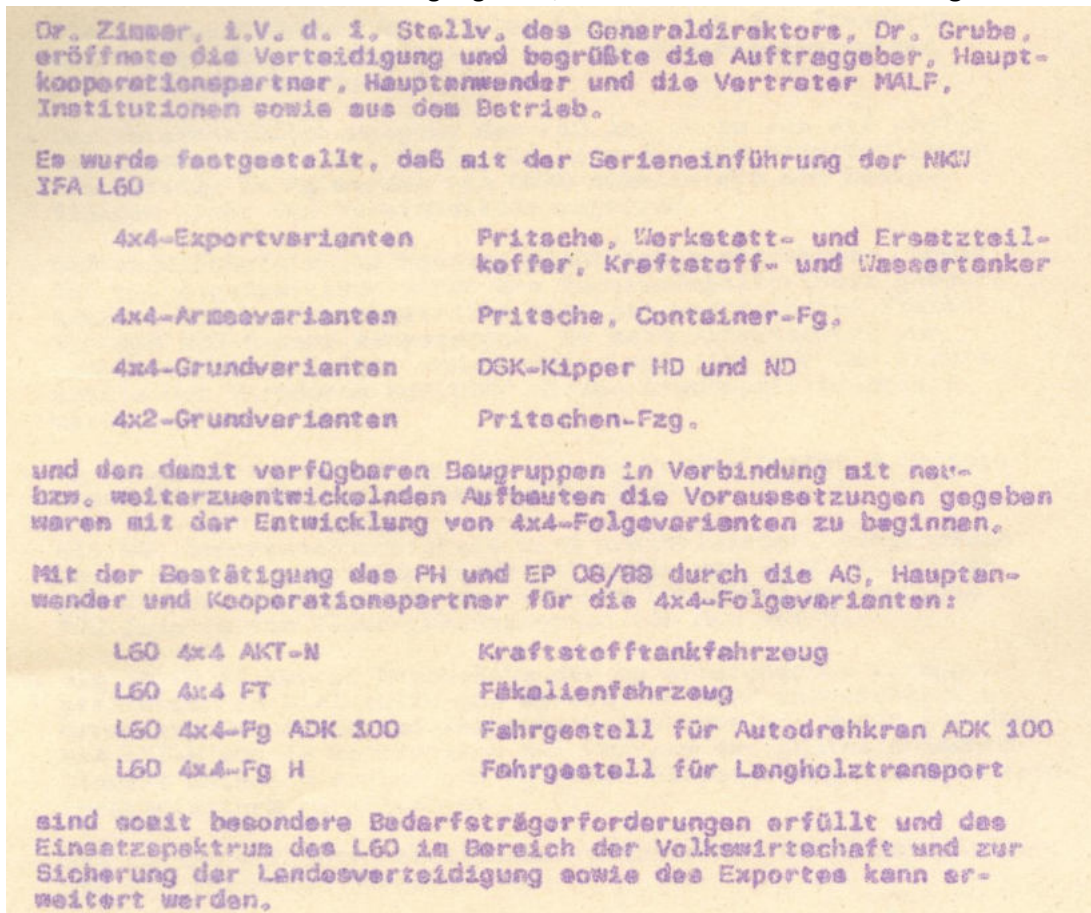 Dr. Zimmer, i.V. d. 1. Stellv. des Generaldirektors, Dr. Grube,
eröffnete die Verteidigung und begrüßte die Auftraggeber, Haupt-
kooperationspartner, Hauptanwender und die Vertreter MALF,
Institutionen sowie aus dem Betrieb.
Es wurde festgestellt, daß mit der Serieneinführung der NKW
IFA L60
4x4-Exportvarianten Pritsche, Werkstatt- und Ersatzteil-
koffer, Kraftstoff- und Wassertanker
4x4-Armeevarianten Pritsche, Container-Fg.
4x4-Grundvarianten DSK-Kipper HD und ND
4x2-Grundvarianten Pritschen-Fzg.
und den damit verfügbaren Baugruppen in Verbindung mit neu-
bzw. weiterzuentwickelnden Aufbauten die Voraussetzungen gegeben
waren mit der Entwicklung von 4x4-Folgevarianten zu beginnen.
Mit der Bestätigung des PH und EP 08/88 durch die AG, Hauptan-
wender und Kooperationspartner für die 4x4-Folgevarianten:
L60 4x4 AKT-N Kraftstofftankfahrzeug
L60 4x4 FT Fäkalienfahrzeug
L60 4x4-Fg ADK 100 Fahrgestell für Autodrehkran ADK 100
L60 4x4-Fg H Fahrgestell für Langholztransport
sind somit besondere Bedarfsträgerforderungen erfüllt und das
Einsatzspektrum des L60 im Bereich der Volkswirtschaft und zur
Sicherung der Landesverteidigung sowie des Exportes kann er-
weitert werden.